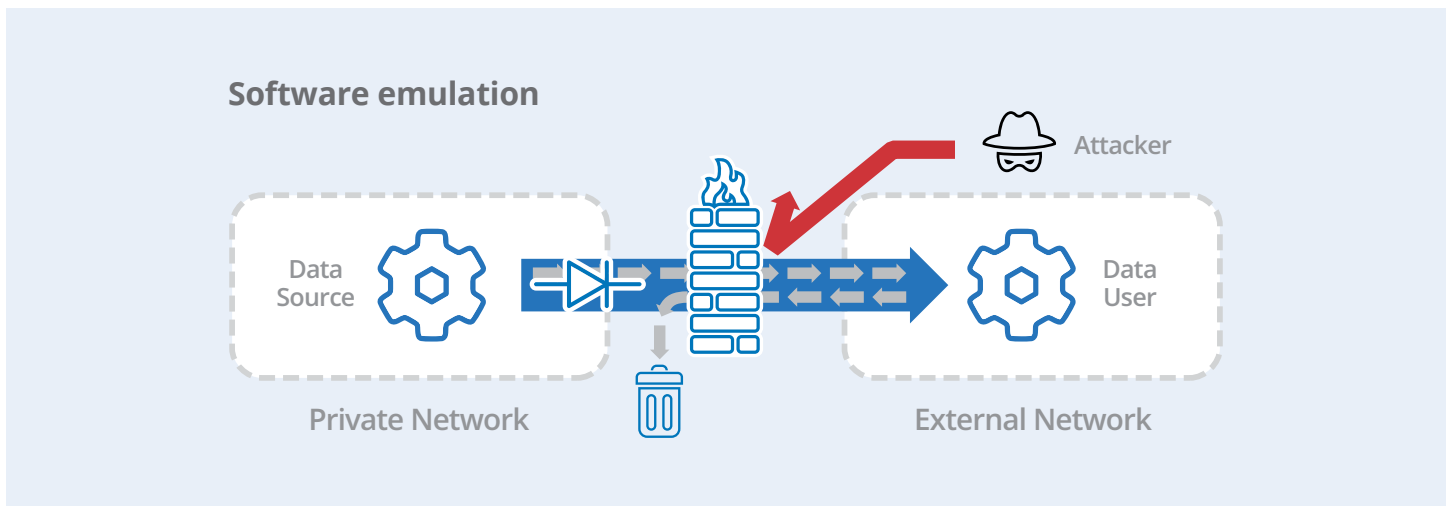 Software emulation
Attacker
Data
Source
Data
User
Private Network
External Network